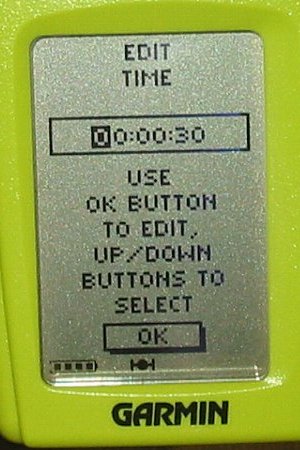 EDIT
TIME
00:00:30
USE
OK BUTTON
TO EDIT,
UP/DOWN
BUTTONS TO
SELECT
OK
GARMIN